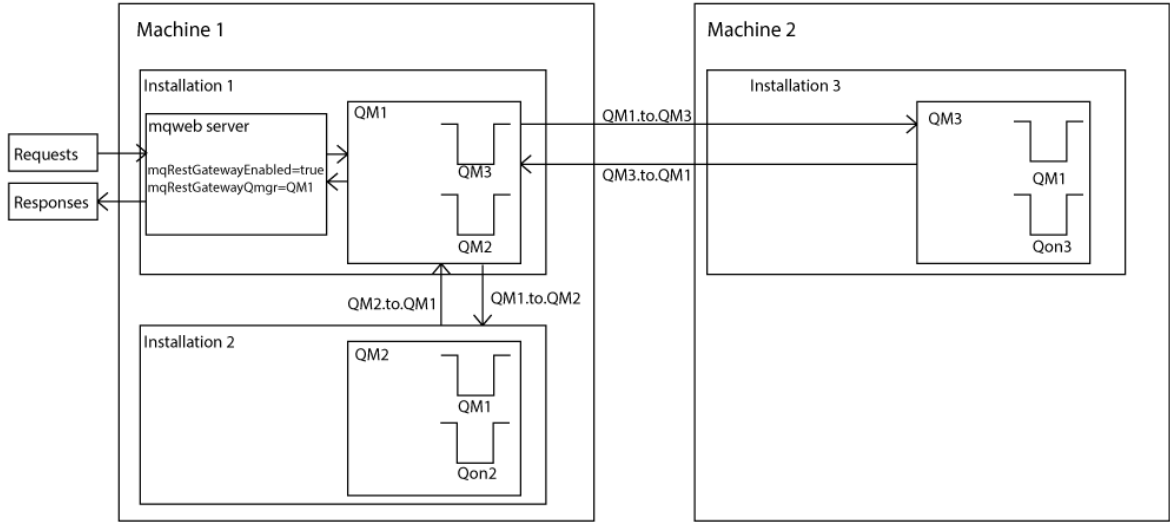 Machine 1
Installation 1
mqweb server
mqRestGatewayEnabled=true
mqRestGatewayQmgr=QM1
Requests
Responses
QM1
QM3
QM2
QM1.to.QM3
QM3.to.QM1
QM2.to.QM1
QM1.to.QM2
Installation 2
QM2
QM1
Qon2
Machine 2
Installation 3
QM3
QM1
Qon3